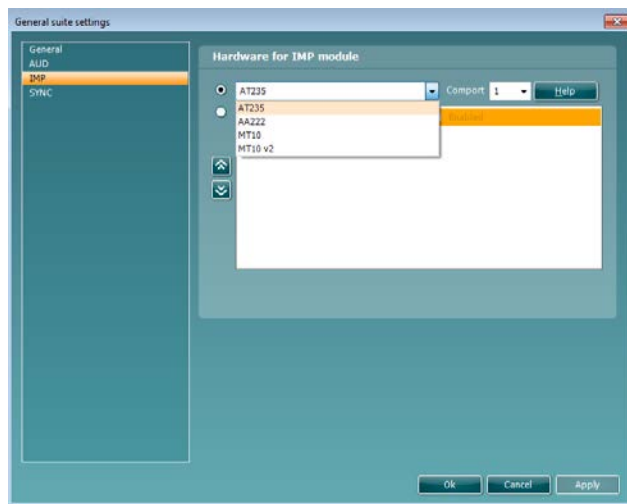 General suite settings
General
AUD
IMP
SYNC
Hardware for IMP module
AT235
Comport 1
Help
AT235
AA222
MT10
MT10 v2
Enabled
Ok
Cancel
Apply